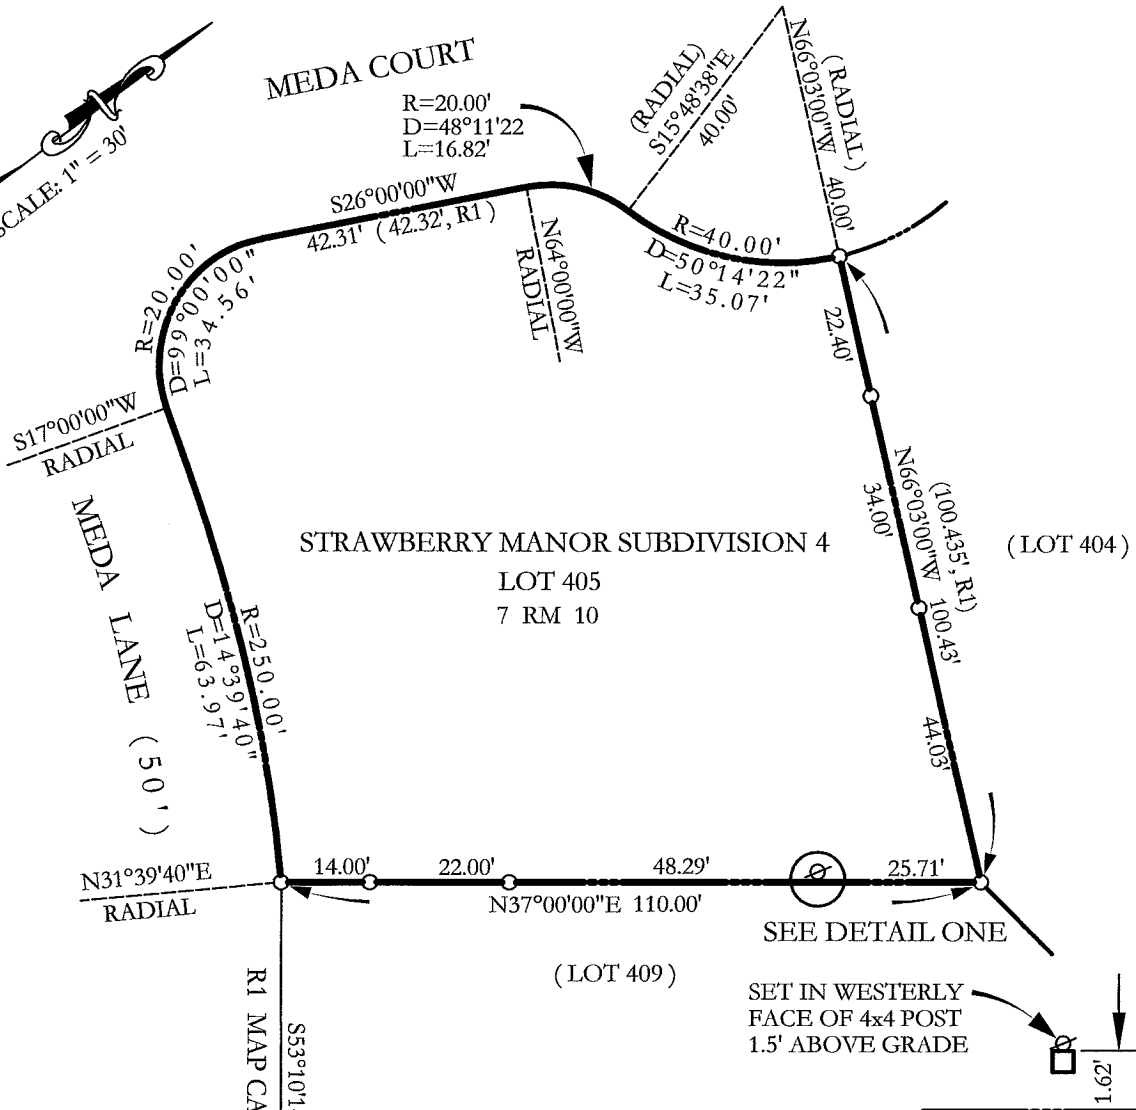 MEDA COURT
SCALE: 1" = 30'
R=20.00'
D=48°11'22
L=16.82'
(RADIAL)
S15°48'38"E
40.00'
(RADIAL)
N66°03'00"W 40.00'
S26°00'00"W
42.31' (42.32', R1)
N64°00'00"W
RADIAL
R=40.00'
D=50°14'22"
L=35.07'
R=20.00'
D=99°00'00"
L=34.56'
S17°00'00"W
RADIAL
22.40'
34.00'
N66°03'00"W 100.43'
(100.435', R1)
44.03'
STRAWBERRY MANOR SUBDIVISION 4
LOT 405
7 RM 10
(LOT 404)
MEDA LANE (50')
R=250.00'
D=14°39'40"
L=63.97'
N31°39'40"E
RADIAL
14.00' 22.00' 48.29' 25.71'
N37°00'00"E 110.00'
SEE DETAIL ONE
(LOT 409)
R1 MAP CA
S53°10'1
SET IN WESTERLY
FACE OF 4x4 POST
1.5' ABOVE GRADE
1.62'